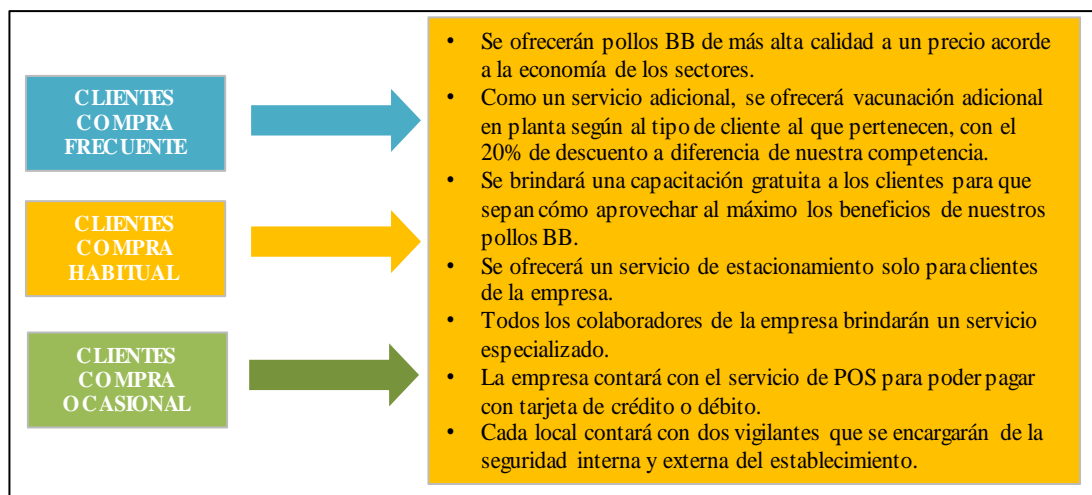 CLIENTES
COMPRA
FRECUENTE
CLIENTES
COMPRA
HABITUAL
CLIENTES
COMPRA
OCASIONAL
• Se ofrecerán pollos BB de más alta calidad a un precio acorde
a la economía de los sectores.
• Como un servicio adicional, se ofrecerá vacunación adicional
en planta según al tipo de cliente al que pertenecen, con el
20% de descuento a diferencia de nuestra competencia.
• Se brindará una capacitación gratuita a los clientes para que
sepan cómo aprovechar al máximo los beneficios de nuestros
pollos BB.
• Se ofrecerá un servicio de estacionamiento solo para clientes
de la empresa.
• Todos los colaboradores de la empresa brindarán un servicio
especializado.
• La empresa contará con el servicio de POS para poder pagar
con tarjeta de crédito o débito.
• Cada local contará con dos vigilantes que se encargarán de la
seguridad interna y externa del establecimiento.